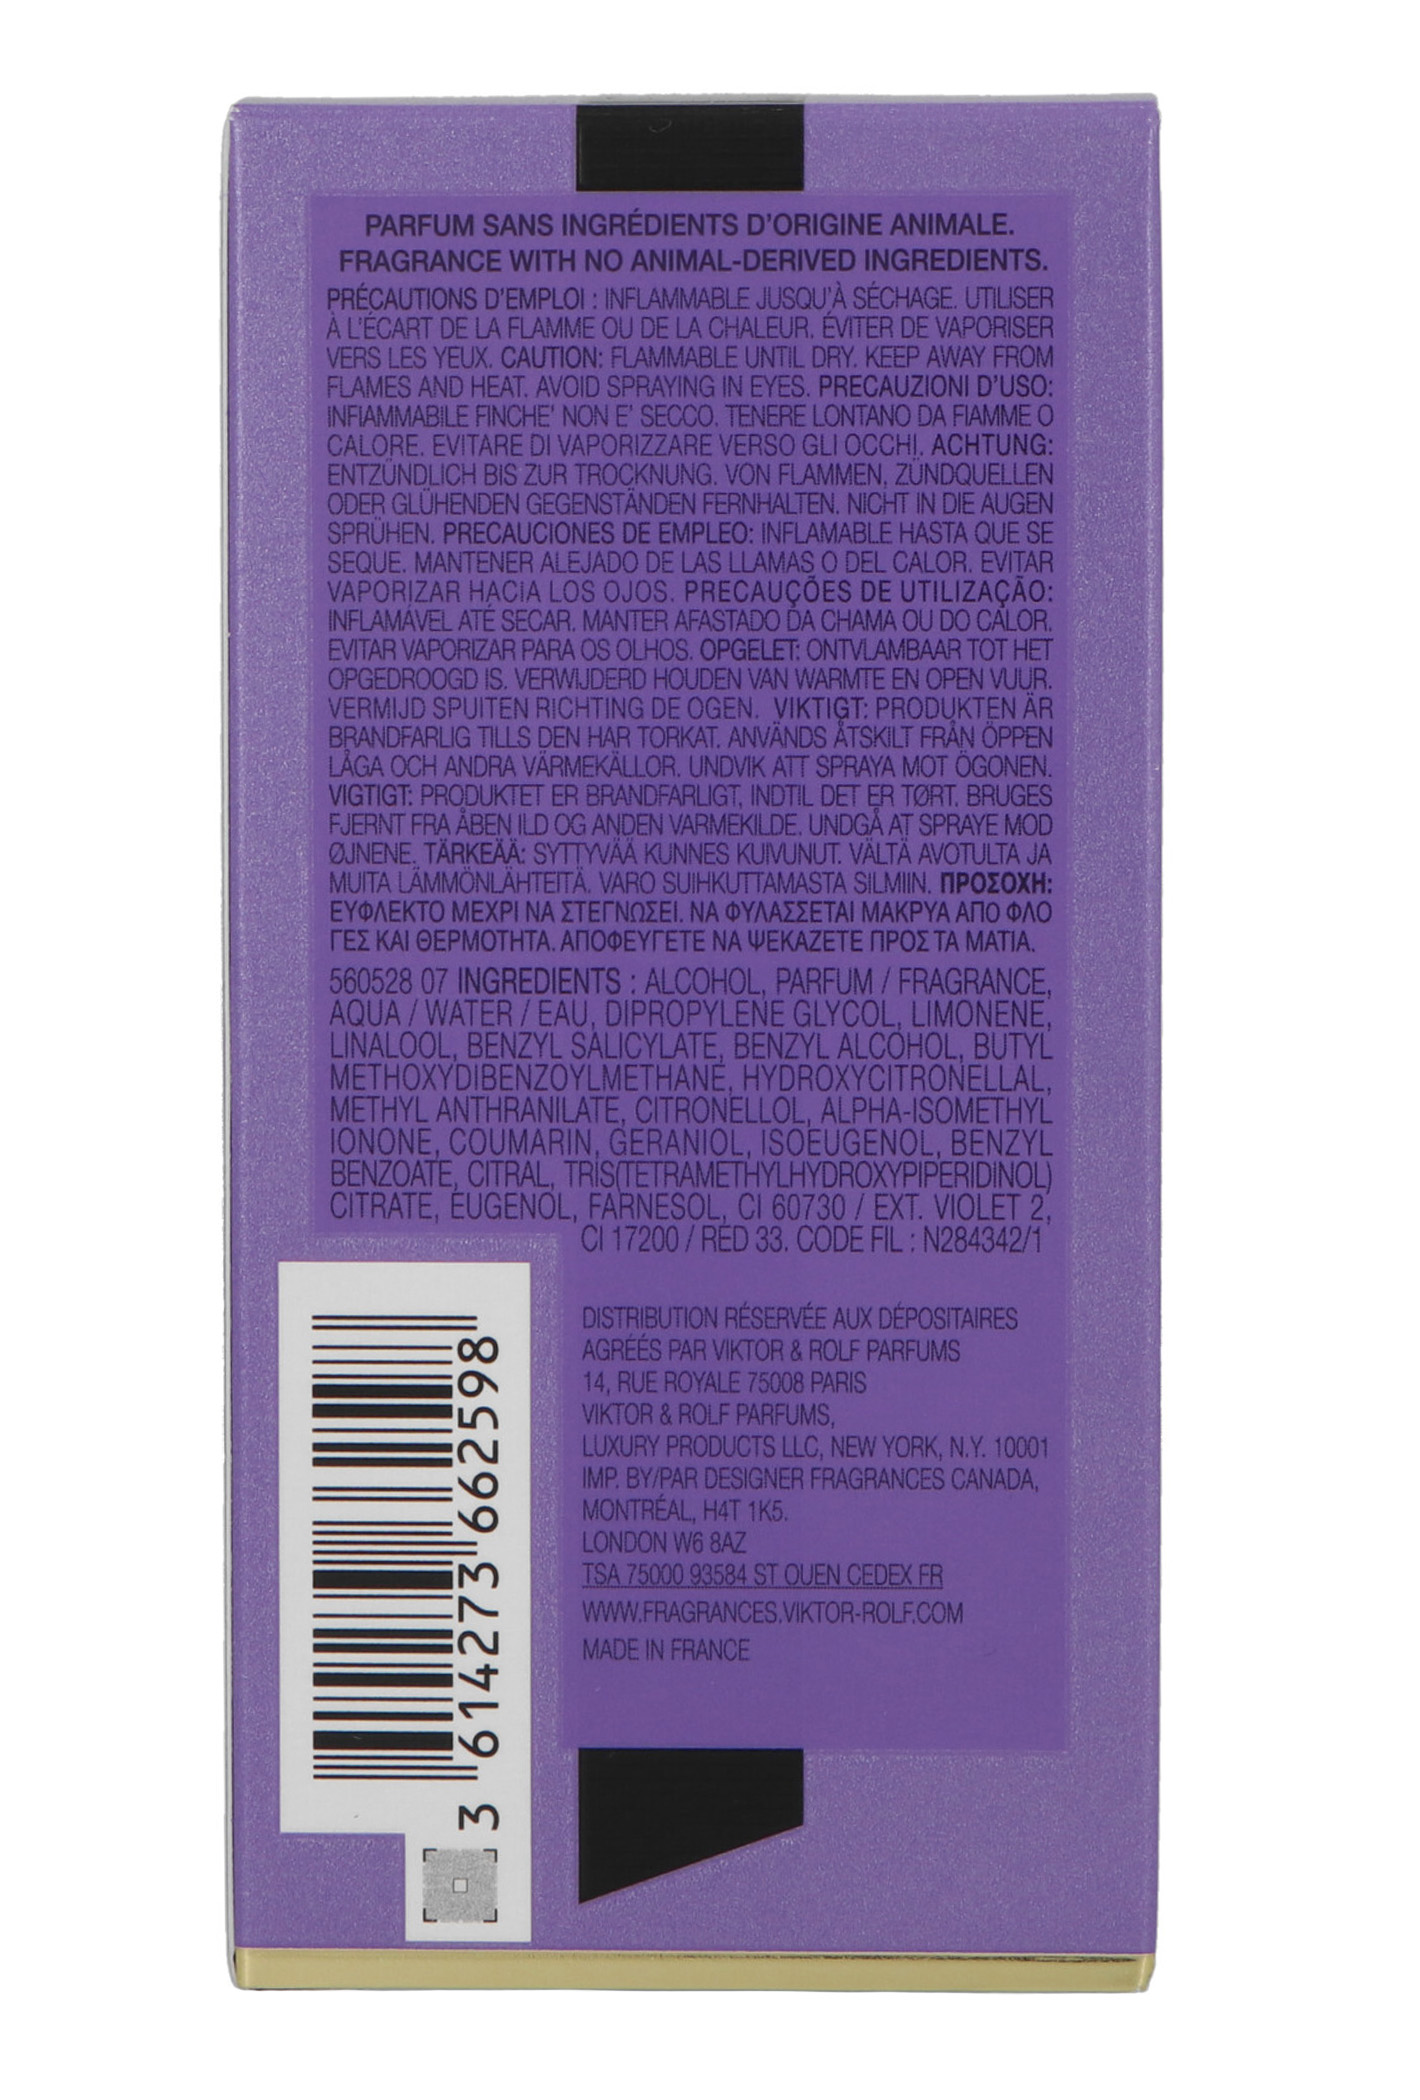 PARFUM SANS INGRÉDIENTS D'ORIGINE ANIMALE.
FRAGRANCE WITH NO ANIMAL-DERIVED INGREDIENTS.
PRÉCAUTIONS D'EMPLOI : INFLAMMABLE JUSQU'À SÉCHAGE. UTILISER
À L'ÉCART DE LA FLAMME OU DE LA CHALEUR. ÉVITER DE VAPORISER
VERS LES YEUX. CAUTION: FLAMMABLE UNTIL DRY. KEEP AWAY FROM
FLAMES AND HEAT. AVOID SPRAYING IN EYES. PRECAUZIONI D'USO:
INFIAMMABILE FINCHE' NON E' SECCO. TENERE LONTANO DA FIAMME O
CALORE. EVITARE DI VAPORIZZARE VERSO GLI OCCHI. ACHTUNG:
ENTZÜNDLICH BIS ZUR TROCKNUNG. VON FLAMMEN, ZÜNDQUELLEN
ODER GLÜHENDEN GEGENSTÄNDEN FERNHALTEN. NICHT IN DIE AUGEN
SPRÜHEN. PRECAUCIONES DE EMPLEO: INFLAMABLE HASTA QUE SE
SEQUE. MANTENER ALEJADO DE LAS LLAMAS O DEL CALOR. EVITAR
VAPORIZAR HACIA LOS OJOS. PRECAUÇÕES DE UTILIZAÇÃO:
INFLAMÁVEL ATÉ SECAR. MANTER AFASTADO DA CHAMA OU DO CALOR.
EVITAR VAPORIZAR PARA OS OLHOS. OPGELET: ONTVLAMBAAR TOT HET
OPGEDROOGD IS. VERWIJDERD HOUDEN VAN WARMTE EN OPEN VUUR.
VERMIJD SPUITEN RICHTING DE OGEN. VIKTIGT: PRODUKTEN ÄR
BRANDFARLIG TILLS DEN HAR TORKAT. ANVÄNDS ÅTSKILT FRÅN ÖPPEN
LÅGA OCH ANDRA VÄRMEKÄLLOR. UNDVIK ATT SPRAYA MOT ÖGONEN.
VIGTIGT: PRODUKTET ER BRANDFARLIGT, INDTIL DET ER TØRT. BRUGES
FJERNT FRA ÅBEN ILD OG ANDEN VARMEKILDE. UNDGÅ AT SPRAYE MOD
ØJNENE. TÄRKEÄÄ: SYTTYVÄÄ KUNNES KUIVUNUT. VÄLTÄ AVOTULTA JA
MUITA LÄMMÖNLÄHTEITÄ. VARO SUIHKUTTAMASTA SILMIIN. ΠΡΟΣΟΧΗ:
ΕΥΦΛΕΚΤΟ ΜΕΧΡΙ ΝΑ ΣΤΕΓΝΩΣΕΙ. ΝΑ ΦΥΛΑΣΣΕΤΑΙ ΜΑΚΡΥΑ ΑΠΟ ΦΛΟ
ΓΕΣ ΚΑΙ ΘΕΡΜΟΤΗΤΑ. ΑΠΟΦΕΥΓΕΤΕ ΝΑ ΨΕΚΑΖΕΤΕ ΠΡΟΣ ΤΑ ΜΑΤΙΑ.
560528 07 INGREDIENTS : ALCOHOL, PARFUM / FRAGRANCE,
AQUA / WATER / EAU, DIPROPYLENE GLYCOL, LIMONENE,
LINALOOL, BENZYL SALICYLATE, BENZYL ALCOHOL, BUTYL
METHOXYDIBENZOYLMETHANE, HYDROXYCITRONELLAL,
METHYL ANTHRANILATE, CITRONELLOL, ALPHA-ISOMETHYL
IONONE, COUMARIN, GERANIOL, ISOEUGENOL, BENZYL
BENZOATE, CITRAL, TRIS(TETRAMETHYLHYDROXYPIPERIDINOL)
CITRATE, EUGENOL, FARNESOL, CI 60730 / EXT. VIOLET 2,
CI 17200 / RED 33. CODE FIL : N284342/1
DISTRIBUTION RÉSERVÉE AUX DÉPOSITAIRES
AGRÉÉS PAR VIKTOR & ROLF PARFUMS
14, RUE ROYALE 75008 PARIS
VIKTOR & ROLF PARFUMS,
LUXURY PRODUCTS LLC, NEW YORK, N.Y. 10001
IMP. BY/PAR DESIGNER FRAGRANCES CANADA,
MONTRÉAL, H4T 1K5.
LONDON W6 8AZ
TSA 75000 93584 ST OUEN CEDEX FR
WWW.FRAGRANCES.VIKTOR-ROLF.COM
MADE IN FRANCE
3 614273 662598